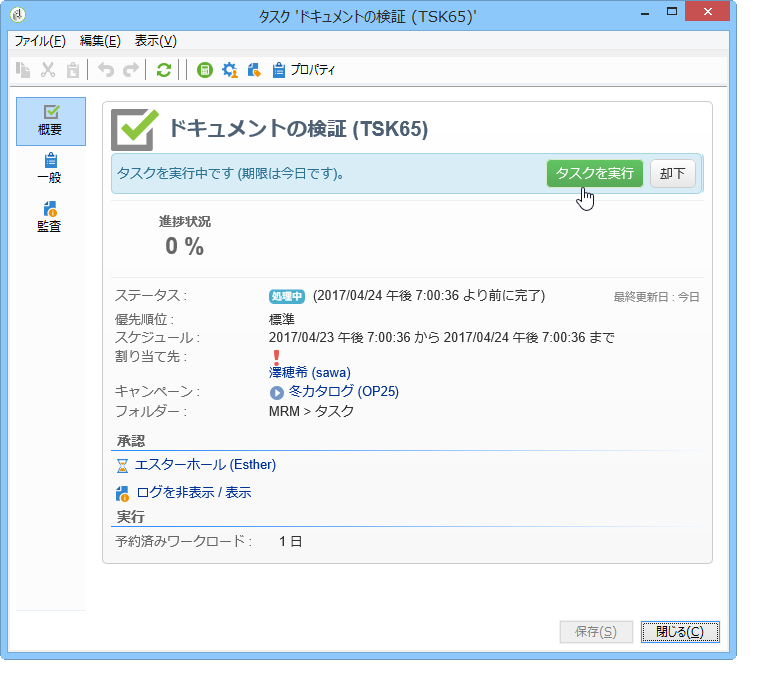 タスク 'ドキュメントの検証 (TSK65)'
ファイル(F) 編集(E) 表示(V)
プロパティ
概要
一般
監査
ドキュメントの検証 (TSK65)
タスクを実行中です (期限は今日です)。 タスクを実行 却下
進捗状況
0 %
ステータス : 処理中 (2017/04/24 午後 7:00:36 より前に完了) 最終更新日 : 今日
優先順位 : 標準
スケジュール : 2017/04/23 午後 7:00:36 から 2017/04/24 午後 7:00:36 まで
割り当て先 :
澤穂希 (sawa)
キャンペーン : 冬カタログ (OP25)
フォルダー : MRM > タスク
承認
エスターホール (Esther)
ログを非表示 / 表示
実行
予約済みワークロード : 1 日
保存(S) 閉じる(C)